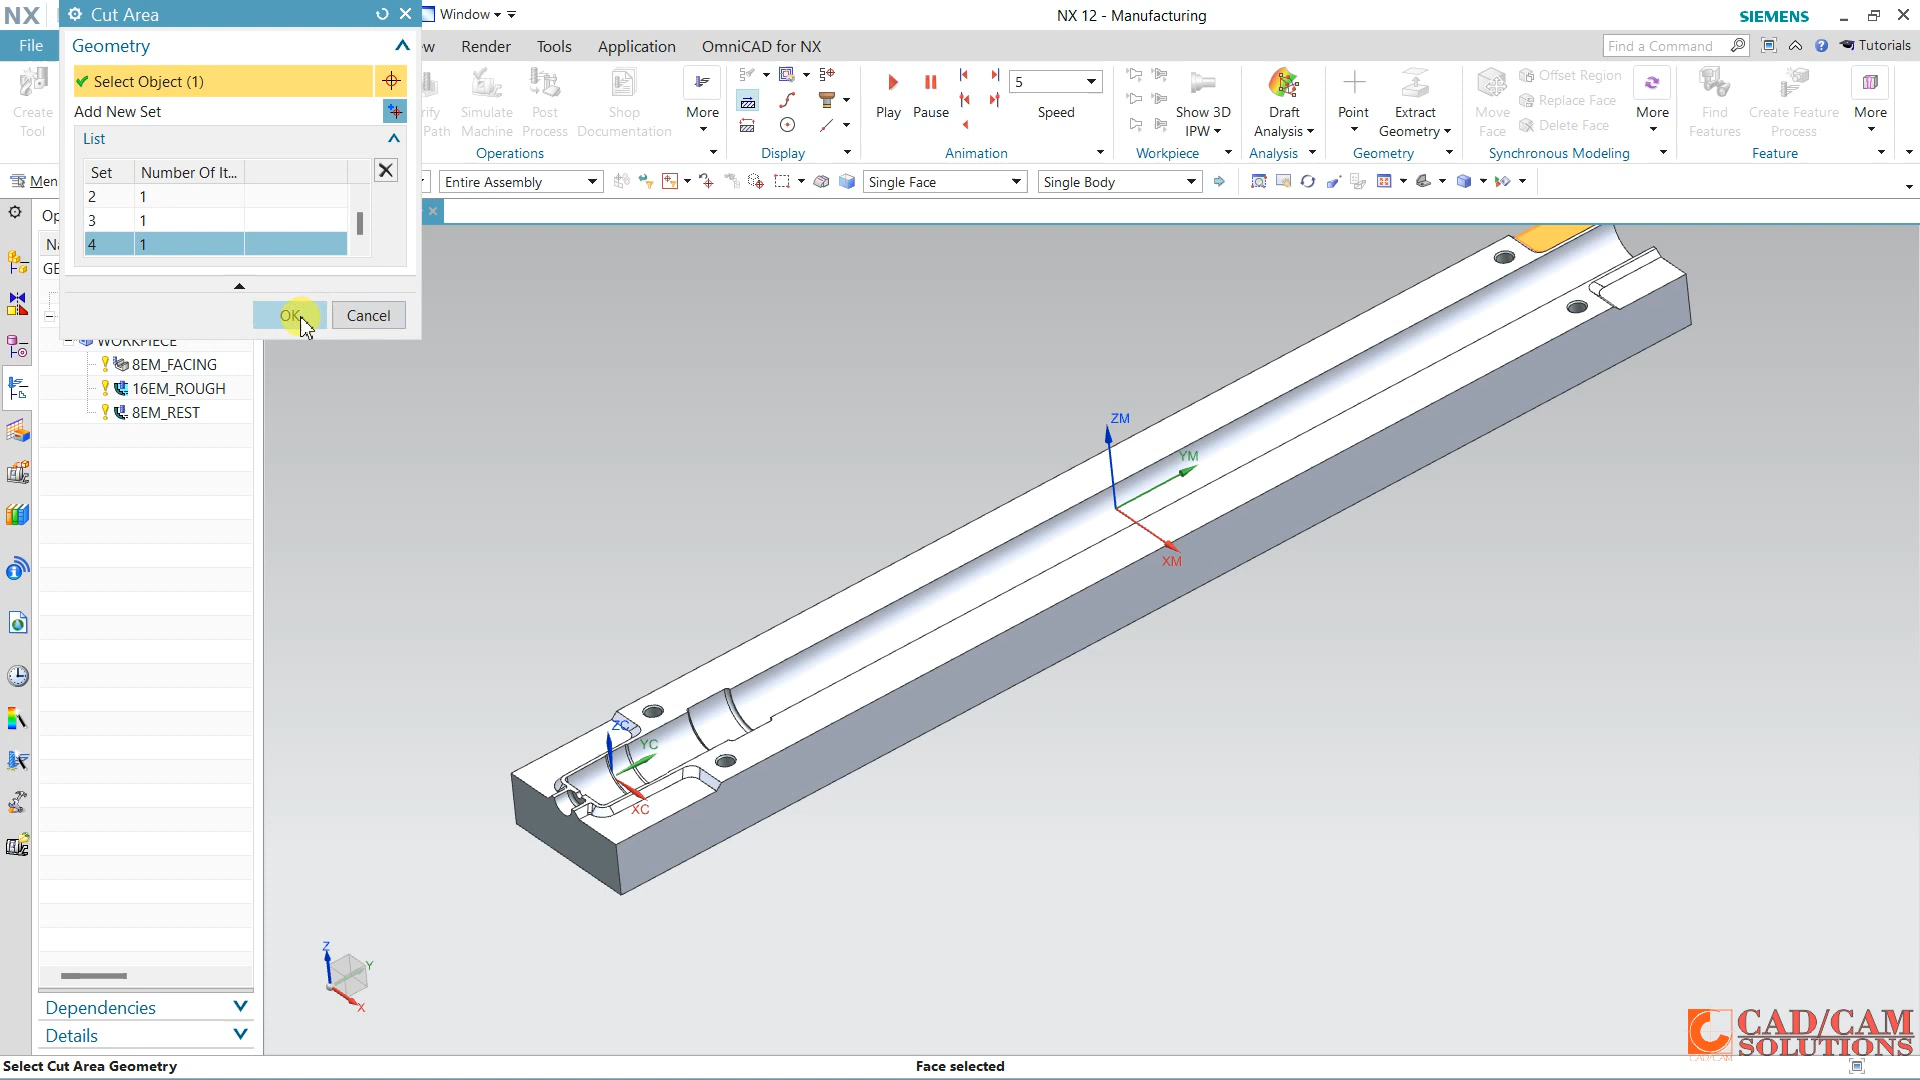 NX
Cut Area
Window
NX 12 - Manufacturing
SIEMENS
File
Geometry
Render
Tools
Application
OmniCAD for NX
Find a Command
Tutorials
Select Object (1)
Add New Set
List
Set
Number Of It...
2
1
3
1
4
1
OK
Cancel
Create
Tool
Path
Simulate
Machine
Post
Process
Shop
Documentation
More
Operations
Display
Play
Pause
5
Speed
Animation
Show 3D
IPW
Workpiece
Draft
Analysis
Analysis
Point
Extract
Geometry
Geometry
Move
Face
Offset Region
Replace Face
Delete Face
More
Synchronous Modeling
Find
Features
Create Feature
Process
More
Feature
Men
Entire Assembly
Single Face
Single Body
Op
Na
GE
WORKPIECE
8EM_FACING
16EM_ROUGH
8EM_REST
ZM
YM
XM
ZC
YC
XC
Z
Y
X
Dependencies
Details
CAD/CAM
SOLUTIONS
Select Cut Area Geometry
Face selected